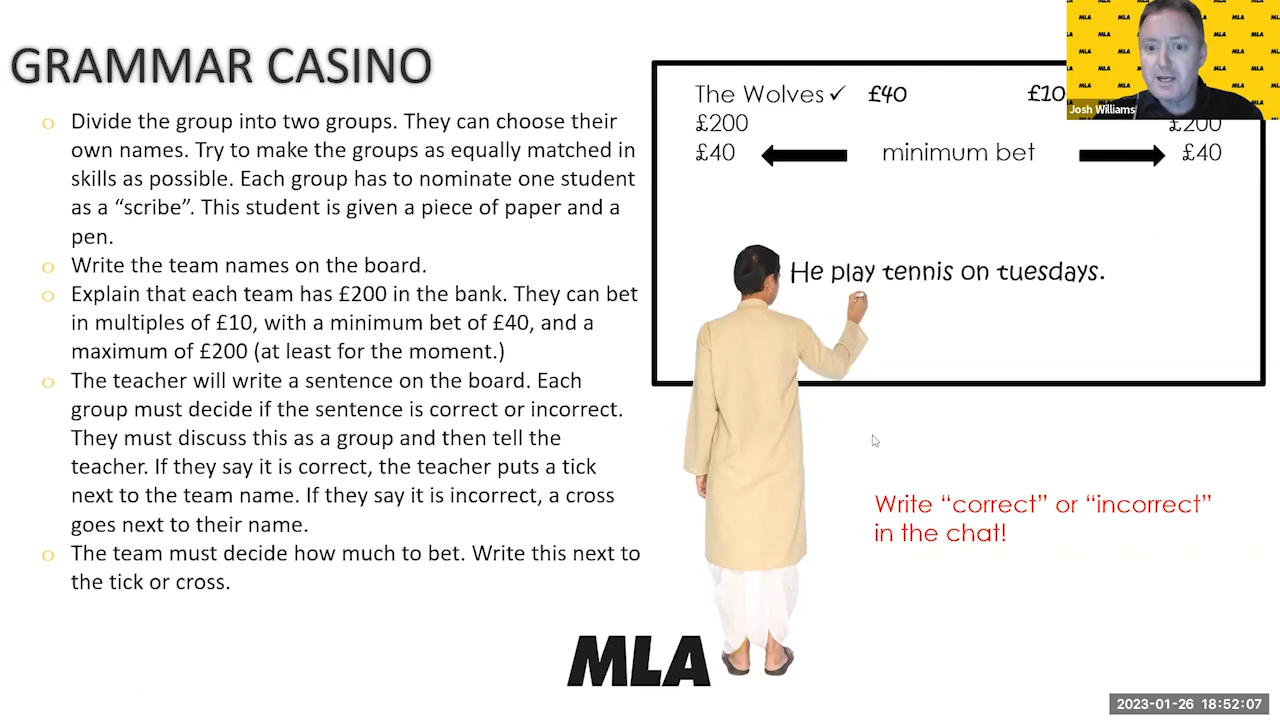 GRAMMAR CASINO
o Divide the group into two groups. They can choose their
own names. Try to make the groups as equally matched in
skills as possible. Each group has to nominate one student
as a “scribe”. This student is given a piece of paper and a
pen.
o Write the team names on the board.
o Explain that each team has £200 in the bank. They can bet
in multiples of £10, with a minimum bet of £40, and a
maximum of £200 (at least for the moment.)
o The teacher will write a sentence on the board. Each
group must decide if the sentence is correct or incorrect.
They must discuss this as a group and then tell the
teacher. If they say it is correct, the teacher puts a tick
next to the team name. If they say it is incorrect, a cross
goes next to their name.
o The team must decide how much to bet. Write this next to
the tick or cross.
The Wolves ✓ £40 £10
£200 £200
£40 minimum bet £40
He play tennis on tuesdays.
Write “correct” or “incorrect”
in the chat!
MLA
MLA MLA MLA
Josh Williams
2023-01-26 18:52:07